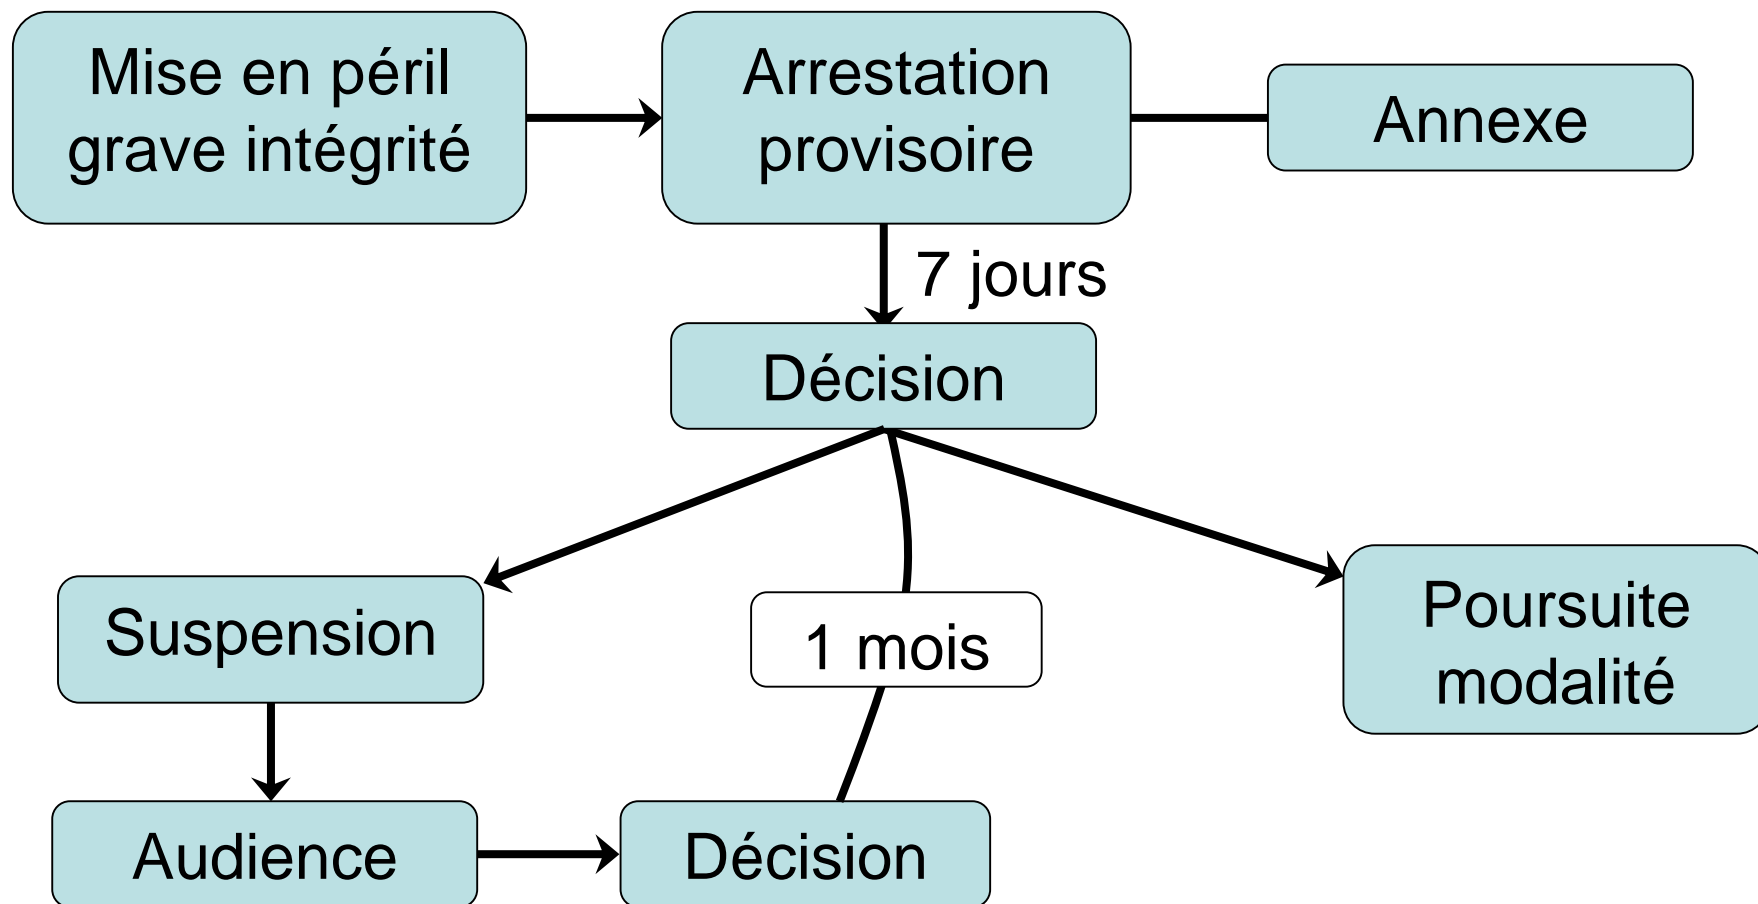 Mise en péril
grave intégrité
Arrestation
provisoire
Annexe
7 jours
Décision
Suspension
1 mois
Poursuite
modalité
Audience
Décision